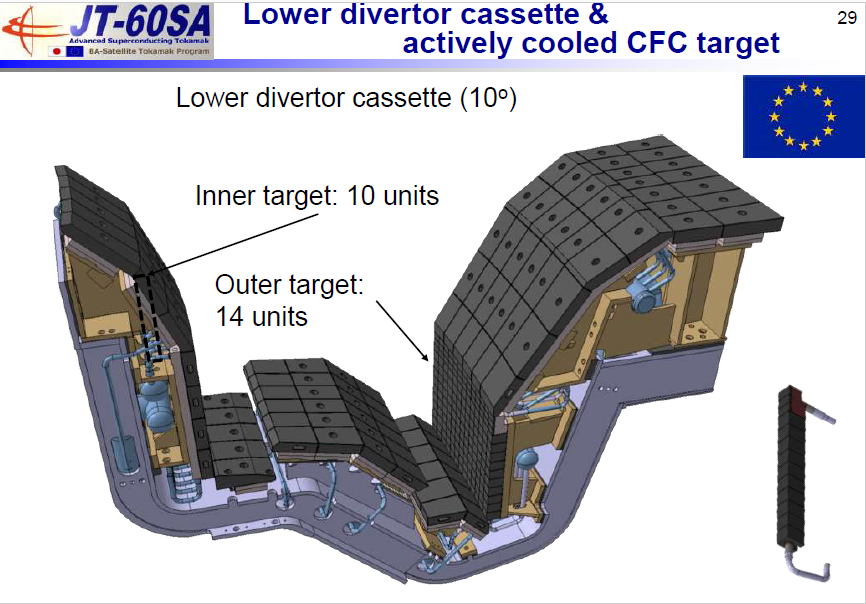 JT-60SA
Advanced Superconducting Tokamak
BA-Satellite Tokamak Program
Lower divertor cassette &
actively cooled CFC target
29
Lower divertor cassette (10º)
Inner target: 10 units
Outer target:
14 units